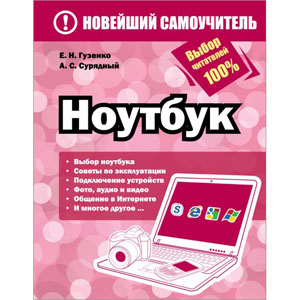 ! НОВЕЙШИЙ САМОУЧИТЕЛЬ
Е. Н. Гузенко
А. С. Сурядный
Выбор
читателей
100%
Ноутбук
• Выбор ноутбука
• Советы по эксплуатации
• Подключение устройств
• Фото, аудио и видео
• Общение в Интернете
• И многое другое ...